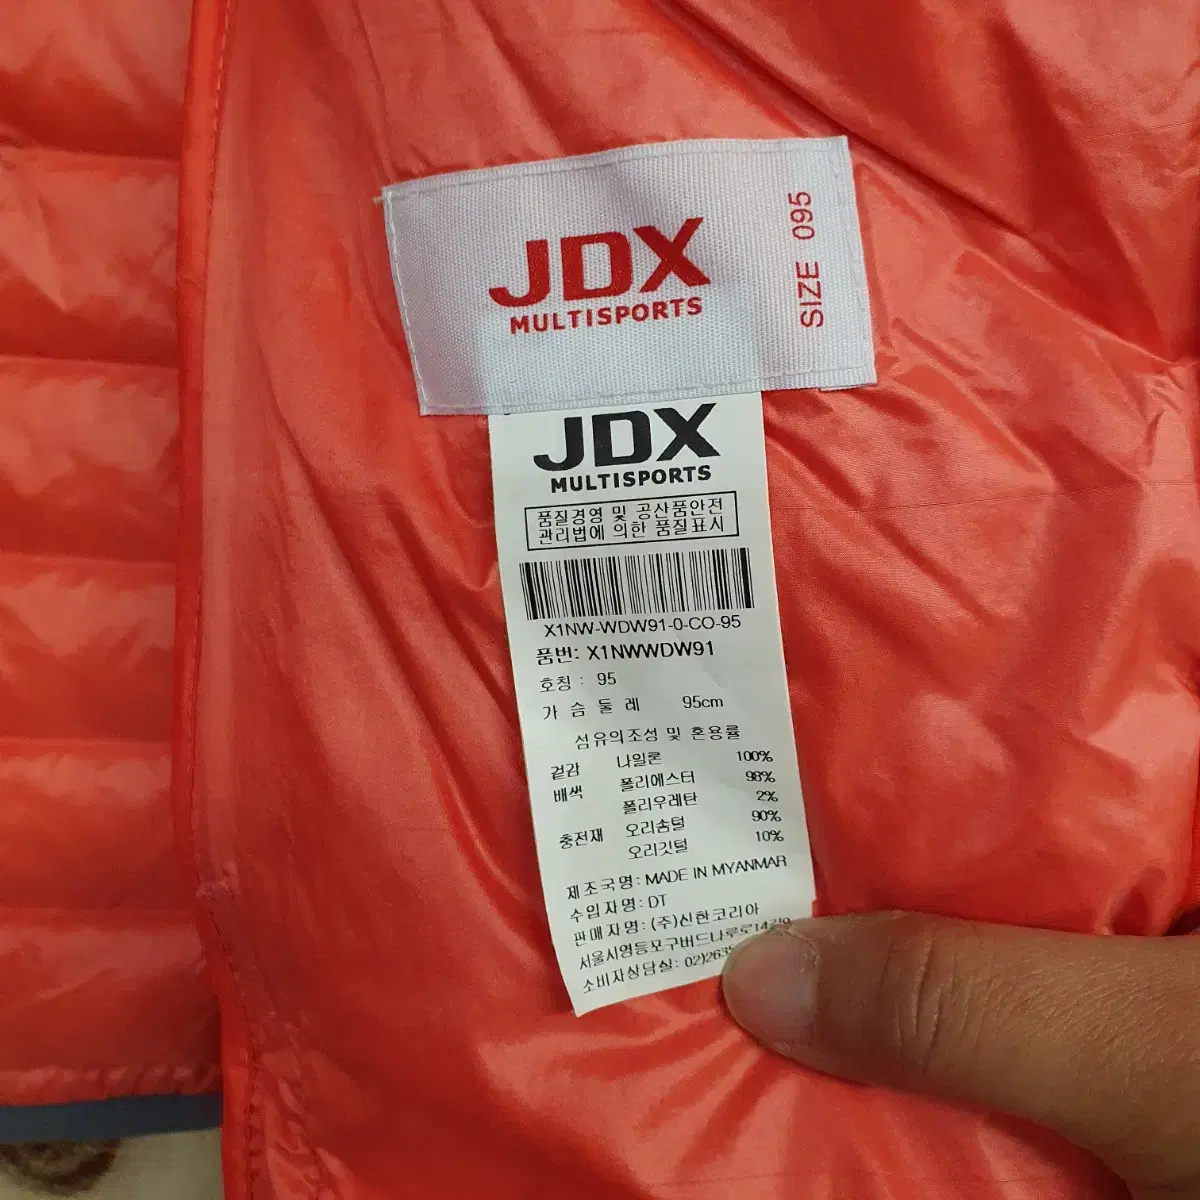 JDX
MULTISPORTS
SIZE 095
JDX
MULTISPORTS
품질경영 및 공산품안전
관리법에 의한 품질표시
X1NW-WDW91-0-CO-95
품번: X1NWWDW91
호칭 : 95
가 슴 둘 레 95cm
섬유의조성 및 혼용률
겉감 나일론 100%
배색 폴리에스터 98%
폴리우레탄 2%
충전재 오리솜털 90%
오리깃털 10%
제조국명: MADE IN MYANMAR
수입자명: DT
판매자명: (주)신한코리아
서울시영등포구버드나루로14길
소비자상담실: 02)263